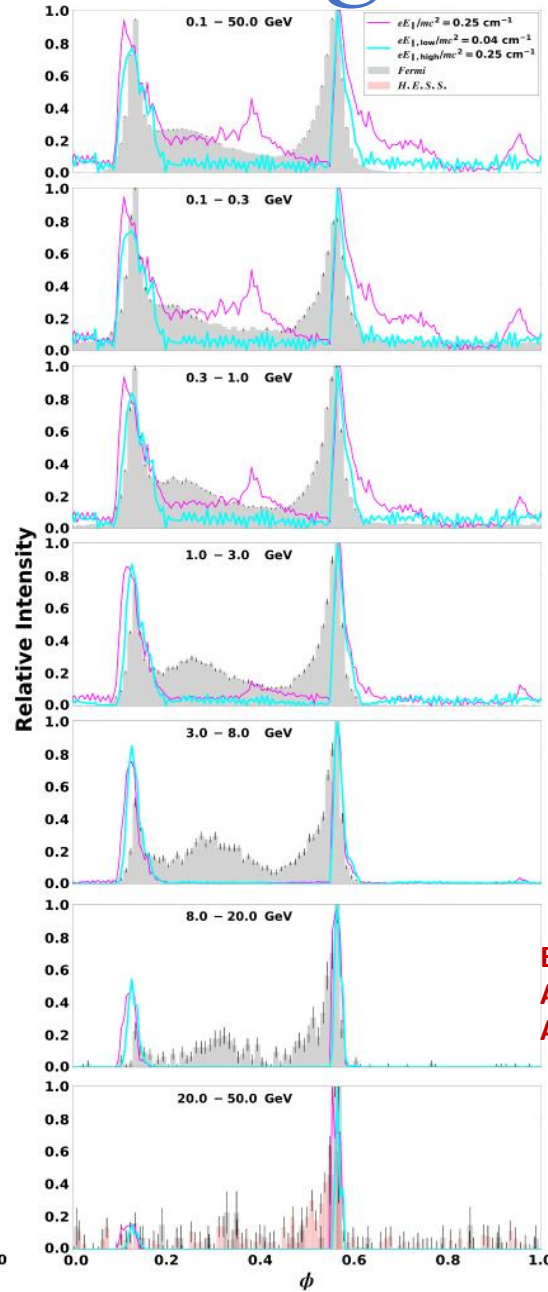 0.1 − 50.0 GeV
eE∥/mc² = 0.25 cm⁻¹
eE∥,low/mc² = 0.04 cm⁻¹
eE∥,high/mc² = 0.25 cm⁻¹
Fermi
H.E.S.S.
1.0
0.8
0.6
0.4
0.2
0.0
0.1 − 0.3 GeV
1.0
0.8
0.6
0.4
0.2
0.0
0.3 − 1.0 GeV
1.0
0.8
0.6
0.4
0.2
0.0
Relative Intensity
1.0 − 3.0 GeV
1.0
0.8
0.6
0.4
0.2
0.0
3.0 − 8.0 GeV
1.0
0.8
0.6
0.4
0.2
0.0
8.0 − 20.0 GeV
1.0
0.8
0.6
0.4
0.2
0.0
20.0 − 50.0 GeV
1.0
0.8
0.6
0.4
0.2
0.0
0.0 0.2 0.4 0.6 0.8 1.0
ϕ